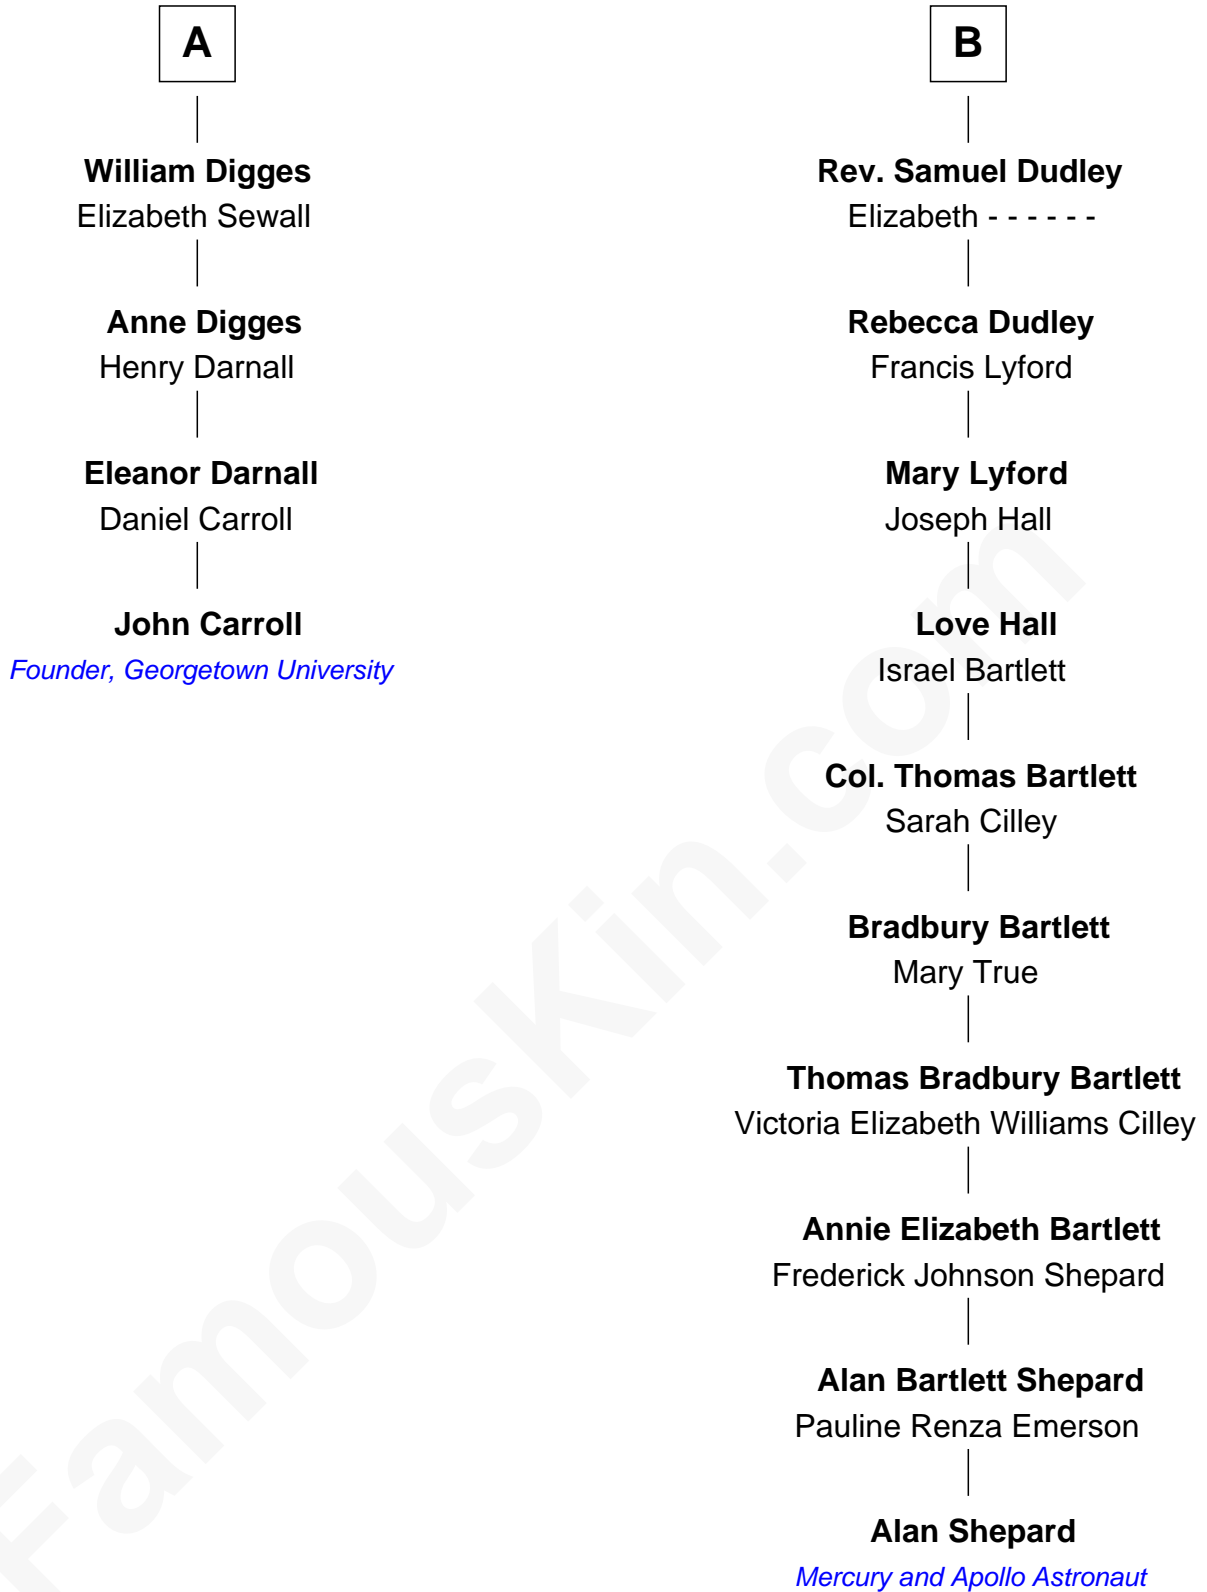 A
William Digges
Elizabeth Sewall
Anne Digges
Henry Darnall
Eleanor Darnall
Daniel Carroll
John Carroll
Founder, Georgetown University
B
Rev. Samuel Dudley
Elizabeth - - - - - -
Rebecca Dudley
Francis Lyford
Mary Lyford
Joseph Hall
Love Hall
Israel Bartlett
Col. Thomas Bartlett
Sarah Cilley
Bradbury Bartlett
Mary True
Thomas Bradbury Bartlett
Victoria Elizabeth Williams Cilley
Annie Elizabeth Bartlett
Frederick Johnson Shepard
Alan Bartlett Shepard
Pauline Renza Emerson
Alan Shepard
Mercury and Apollo Astronaut
FamousKin.com